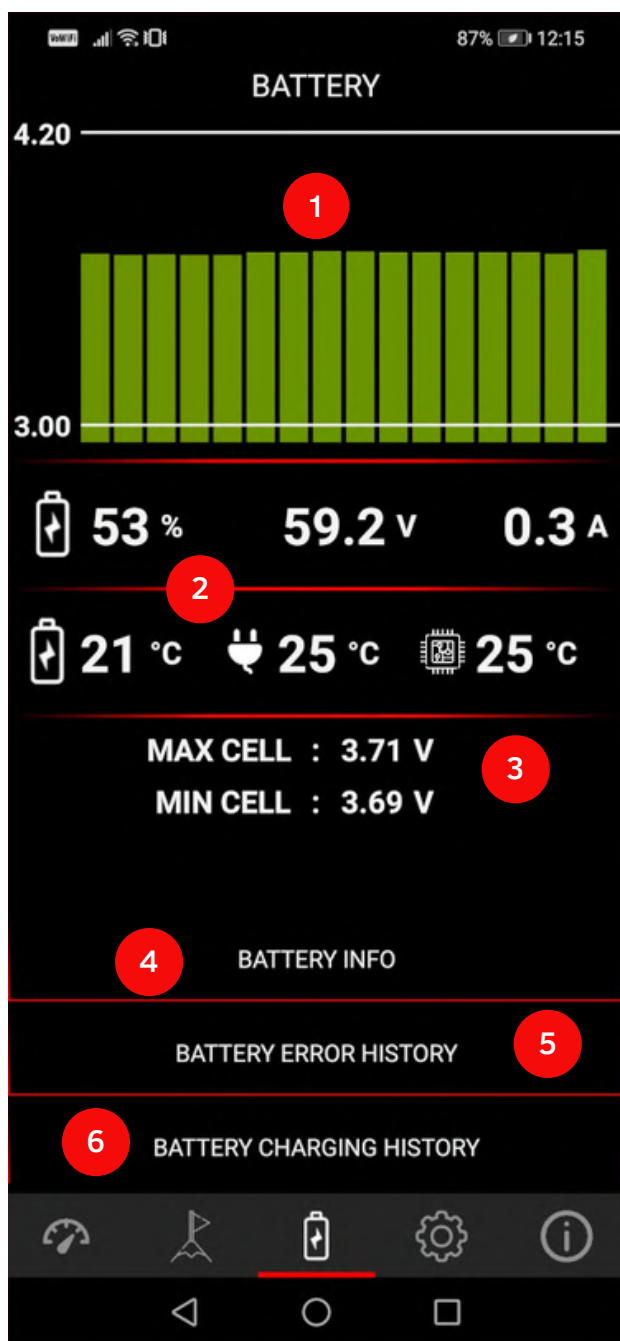 VoWiFi 87% 12:15
BATTERY
4.20
1
3.00
53 % 59.2 V 0.3 A
2
21 °C 25 °C 25 °C
MAX CELL : 3.71 V
3
MIN CELL : 3.69 V
4 BATTERY INFO
BATTERY ERROR HISTORY 5
6 BATTERY CHARGING HISTORY